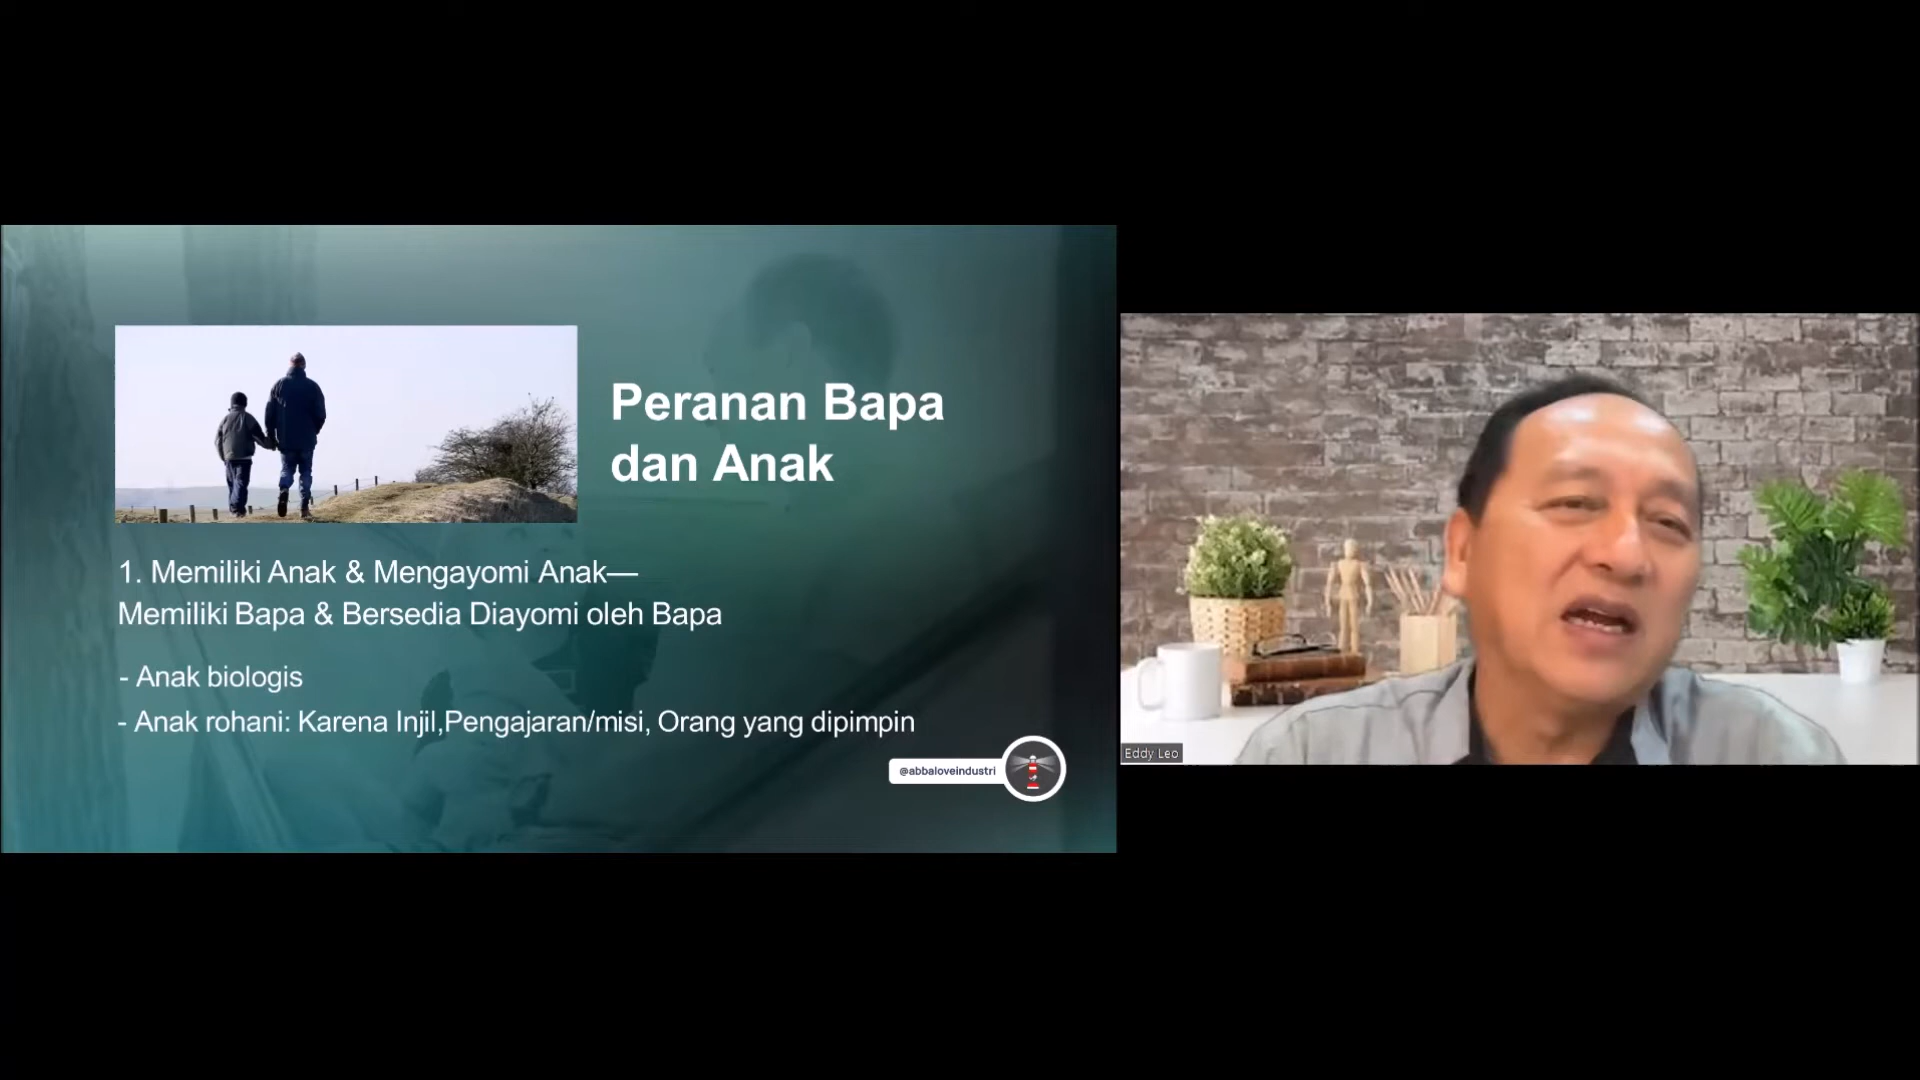 Peranan Bapa
dan Anak
1. Memiliki Anak & Mengayomi Anak—
Memiliki Bapa & Bersedia Diayomi oleh Bapa
- Anak biologis
- Anak rohani: Karena Injil,Pengajaran/misi, Orang yang dipimpin
@abbaloveindustri
Eddy Leo